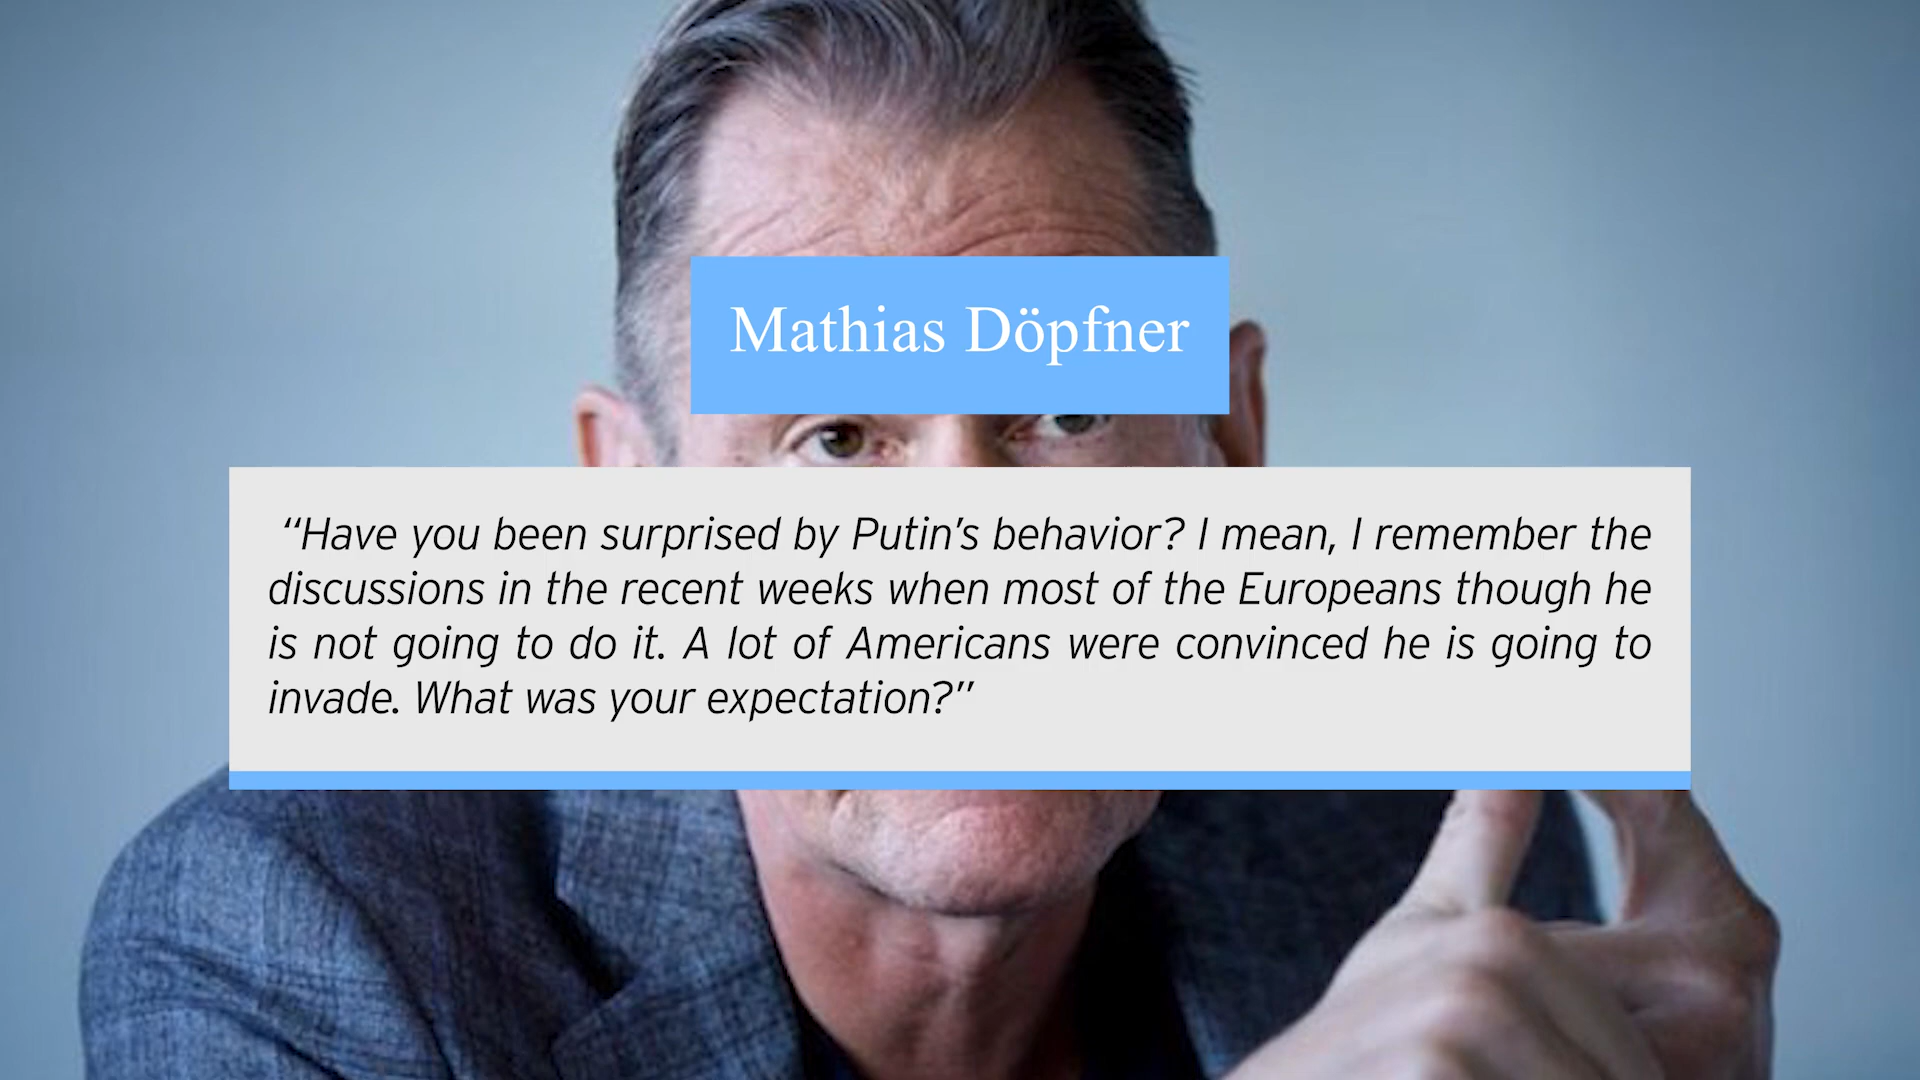 Mathias Döpfner
“Have you been surprised by Putin’s behavior? I mean, I remember the
discussions in the recent weeks when most of the Europeans though he
is not going to do it. A lot of Americans were convinced he is going to
invade. What was your expectation?”